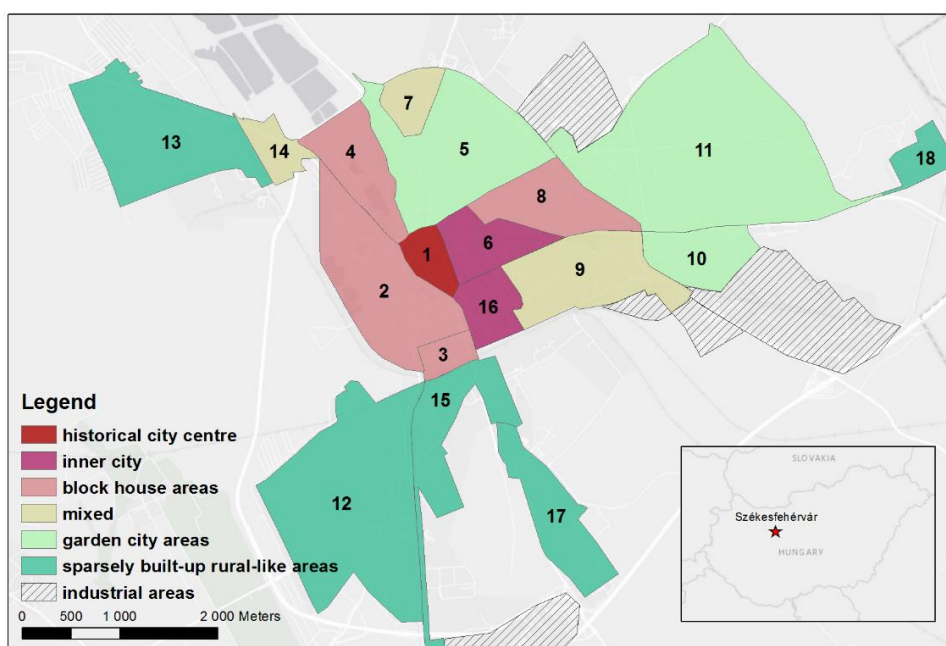 7
13
14
4
5
11
18
8
1
6
10
2
9
16
3
15
12
17
Legend
historical city centre
inner city
block house areas
mixed
garden city areas
sparsely built-up rural-like areas
industrial areas
0 500 1 000 2 000 Meters
SLOVAKIA
Székesfehérvár
HUNGARY